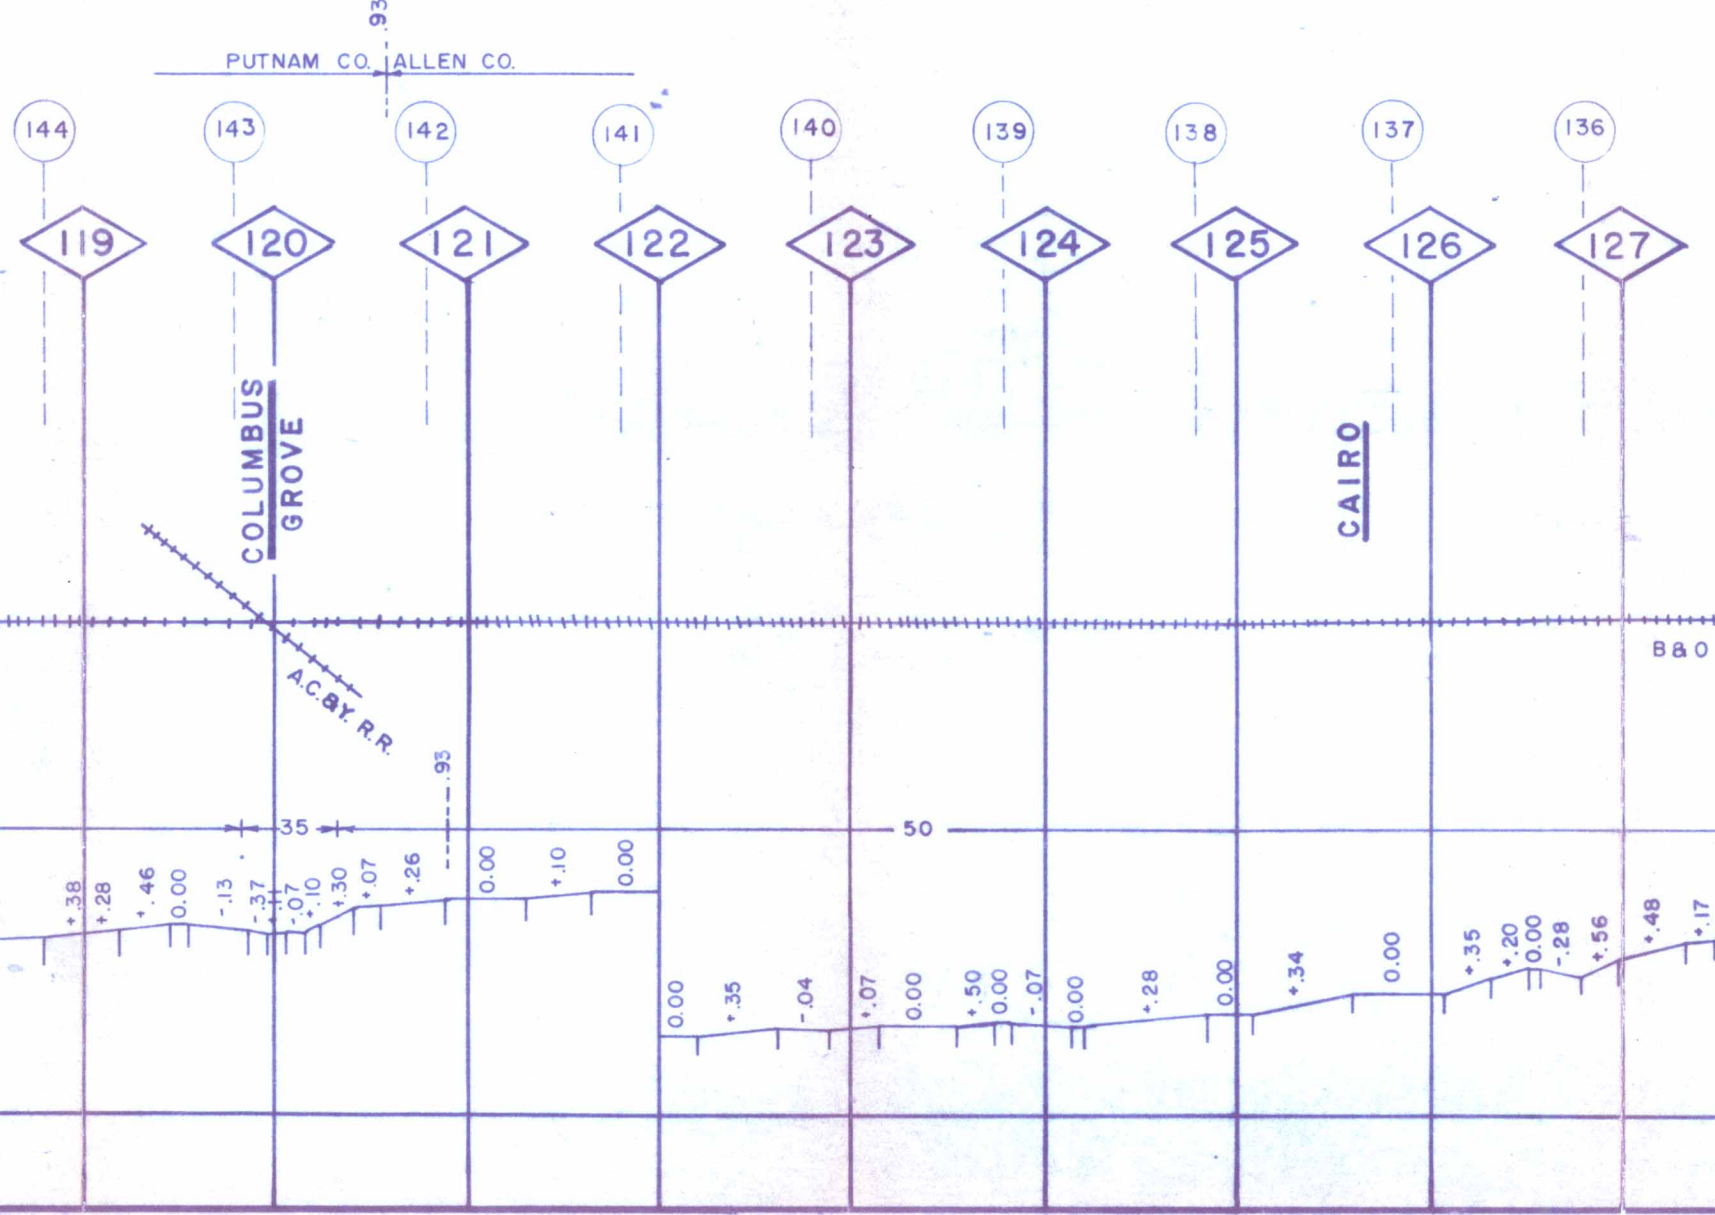 .93
PUTNAM CO. ALLEN CO.
144 143 142 141 140 139 138 137 136
119 120 121 122 123 124 125 126 127
COLUMBUS
GROVE
CAIRO
A.C.&Y. R.R.
B&O
.93
35 50
+.38 +.28 +.46 0.00 -.13 -.37 +.11 -.07 +.10 +.30 +.07 +.26 0.00 +.10 0.00
0.00 +.35 -.04 +.07 0.00 +.50 0.00 -.07 0.00 +.28 0.00 +.34 0.00 +.35 +.20 0.00 -.28 +.56 +.48 +.17